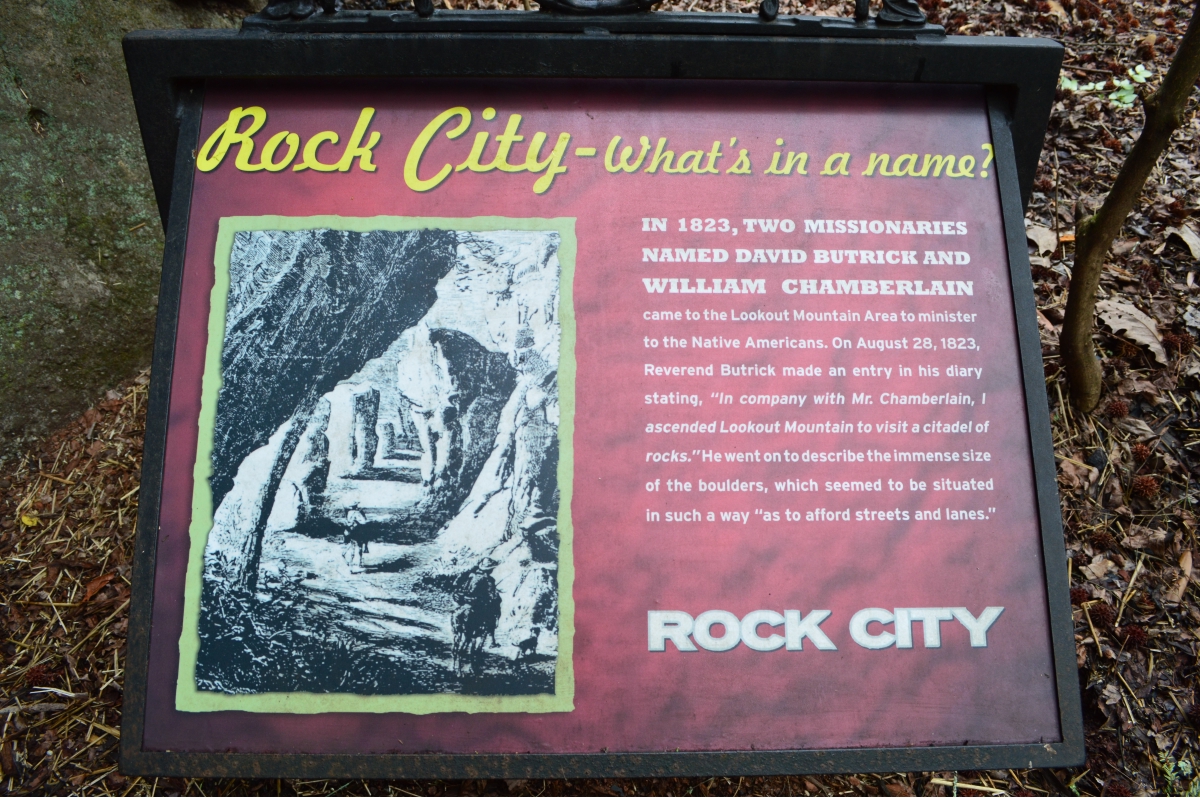 Rock City - What's in a name?
IN 1823, TWO MISSIONARIES
NAMED DAVID BUTRICK AND
WILLIAM CHAMBERLAIN
came to the Lookout Mountain Area to minister
to the Native Americans. On August 28, 1823,
Reverend Butrick made an entry in his diary
stating, "In company with Mr. Chamberlain, I
ascended Lookout Mountain to visit a citadel of
rocks." He went on to describe the immense size
of the boulders, which seemed to be situated
in such a way "as to afford streets and lanes."
ROCK CITY